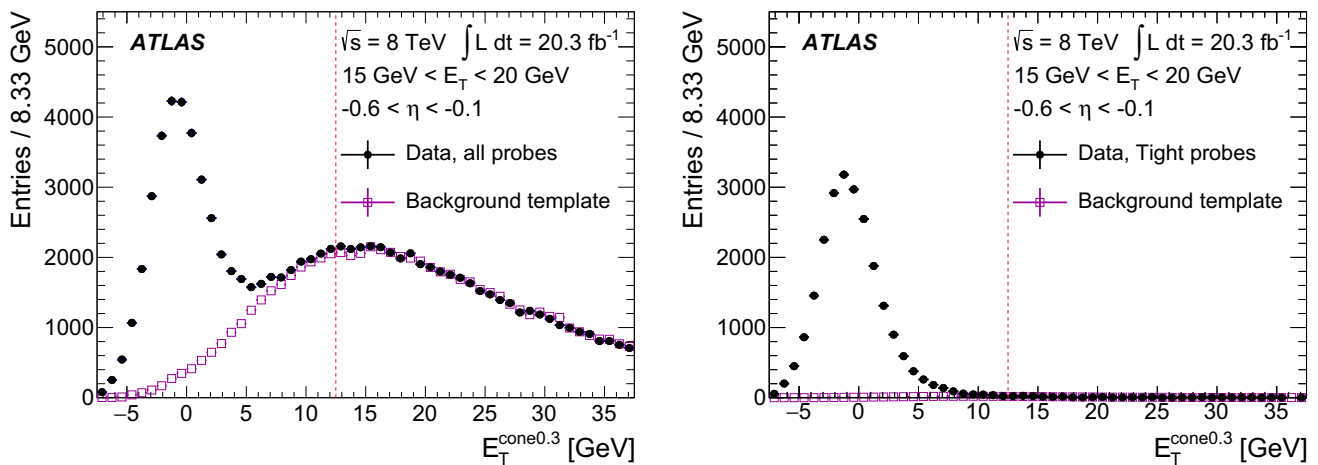 Entries / 8.33 GeV
5000
4000
3000
2000
1000
0
ATLAS
√s = 8 TeV ∫L dt = 20.3 fb⁻¹
15 GeV < E_T < 20 GeV
-0.6 < η < -0.1
Data, all probes
Background template
−5 0 5 10 15 20 25 30 35
E_T^cone0.3 [GeV]
Entries / 8.33 GeV
5000
4000
3000
2000
1000
0
ATLAS
√s = 8 TeV ∫L dt = 20.3 fb⁻¹
15 GeV < E_T < 20 GeV
-0.6 < η < -0.1
Data, Tight probes
Background template
−5 0 5 10 15 20 25 30 35
E_T^cone0.3 [GeV]